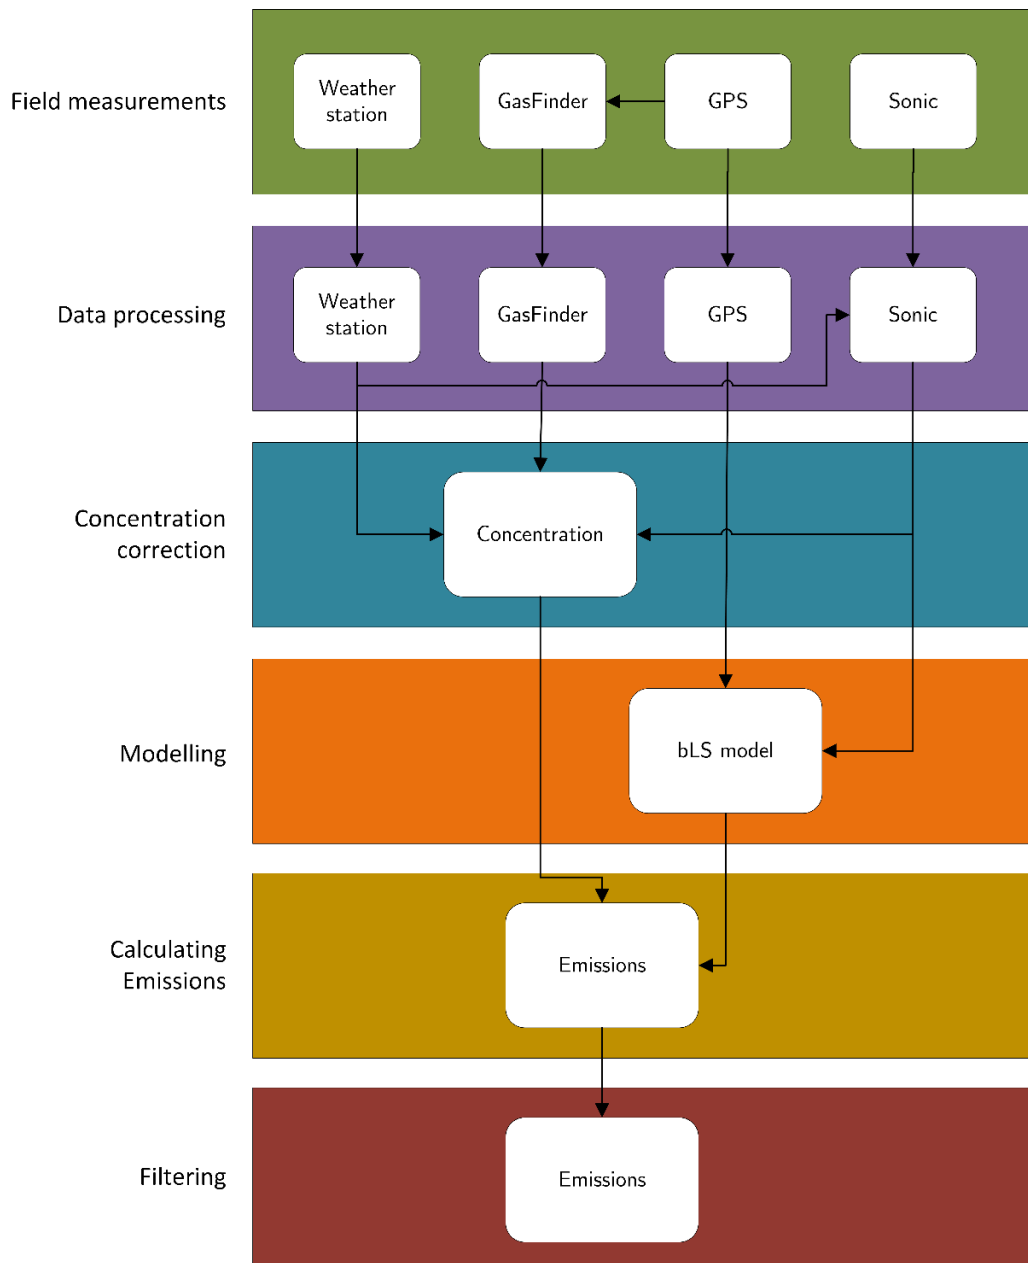 Field measurements
Weather
station
GasFinder
GPS
Sonic
Data processing
Weather
station
GasFinder
GPS
Sonic
Concentration
correction
Concentration
Modelling
bLS model
Calculating
Emissions
Emissions
Filtering
Emissions